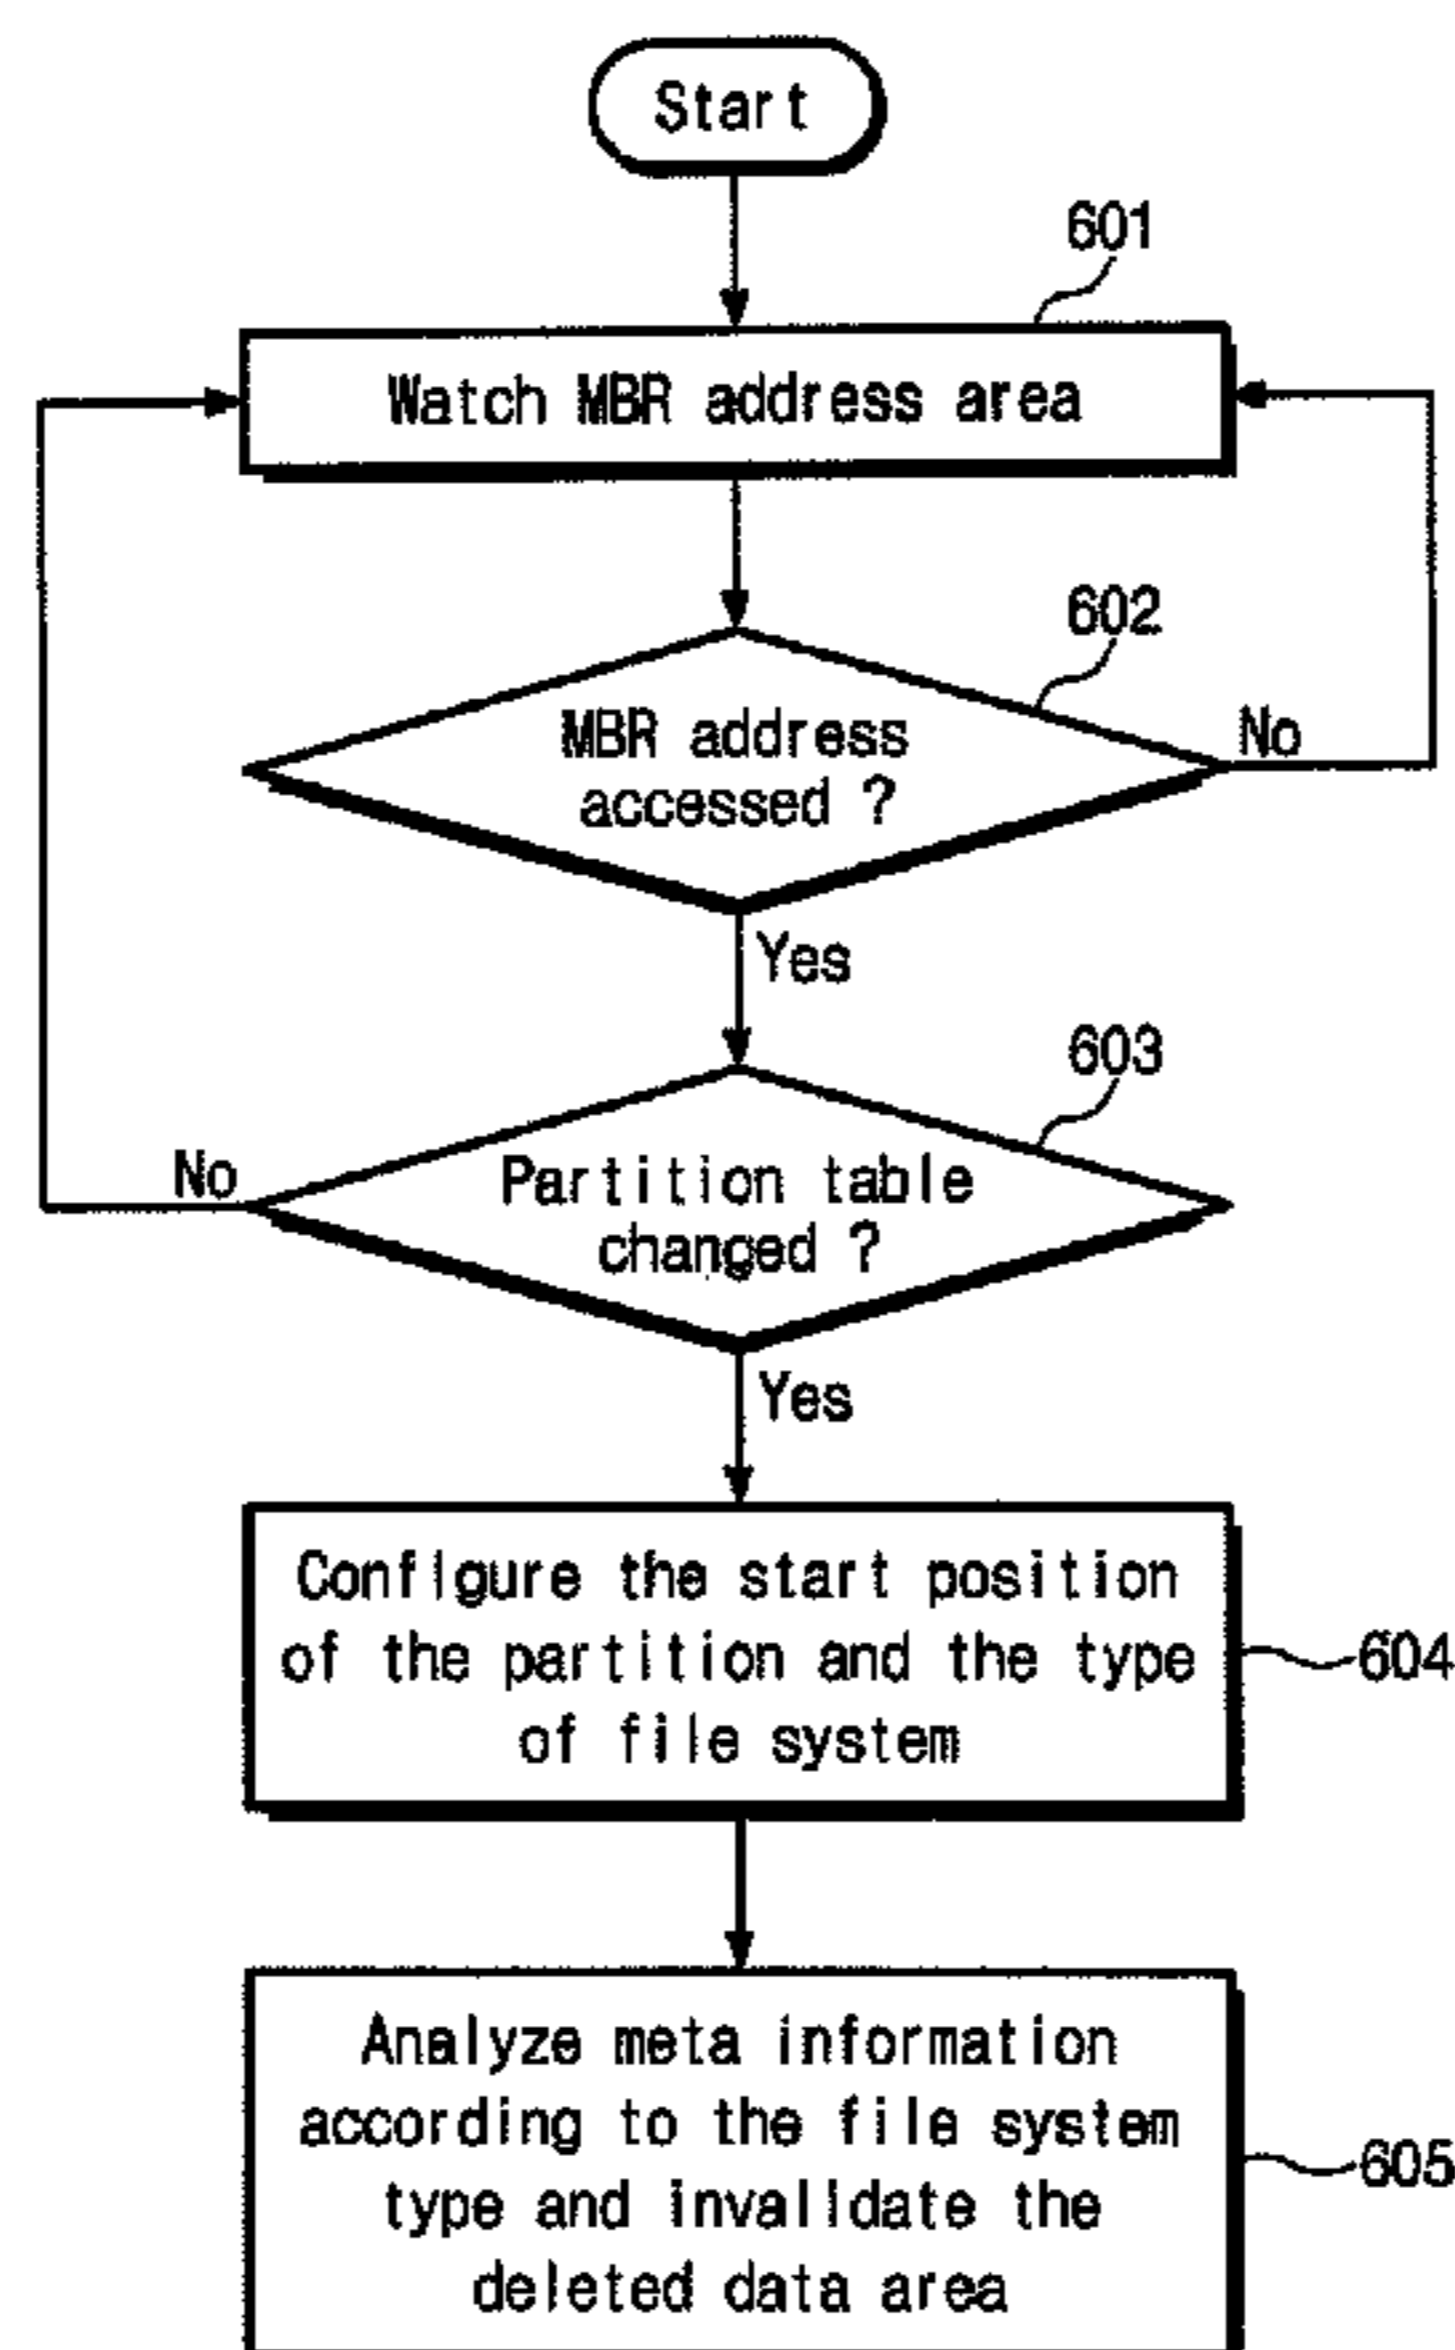 Start
601
Watch MBR address area
602
MBR address
accessed ?
No
Yes
603
Partition table
changed ?
No
Yes
Configure the start position
of the partition and the type
of file system
604
Analyze meta information
according to the file system
type and invalidate the
deleted data area
605